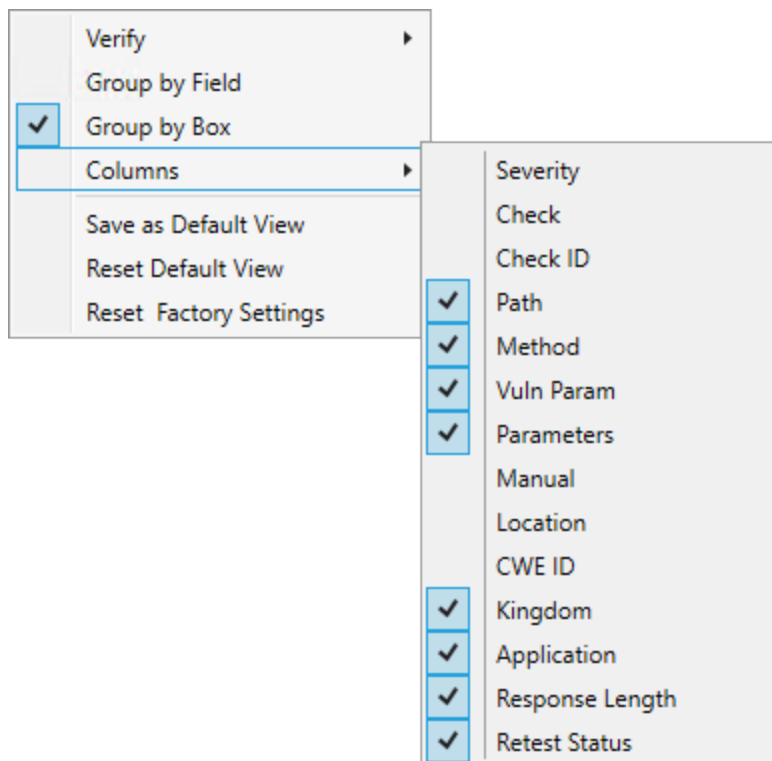 Verify
Group by Field
Group by Box
Columns
Save as Default View
Reset Default View
Reset  Factory Settings
Severity
Check
Check ID
Path
Method
Vuln Param
Parameters
Manual
Location
CWE ID
Kingdom
Application
Response Length
Retest Status